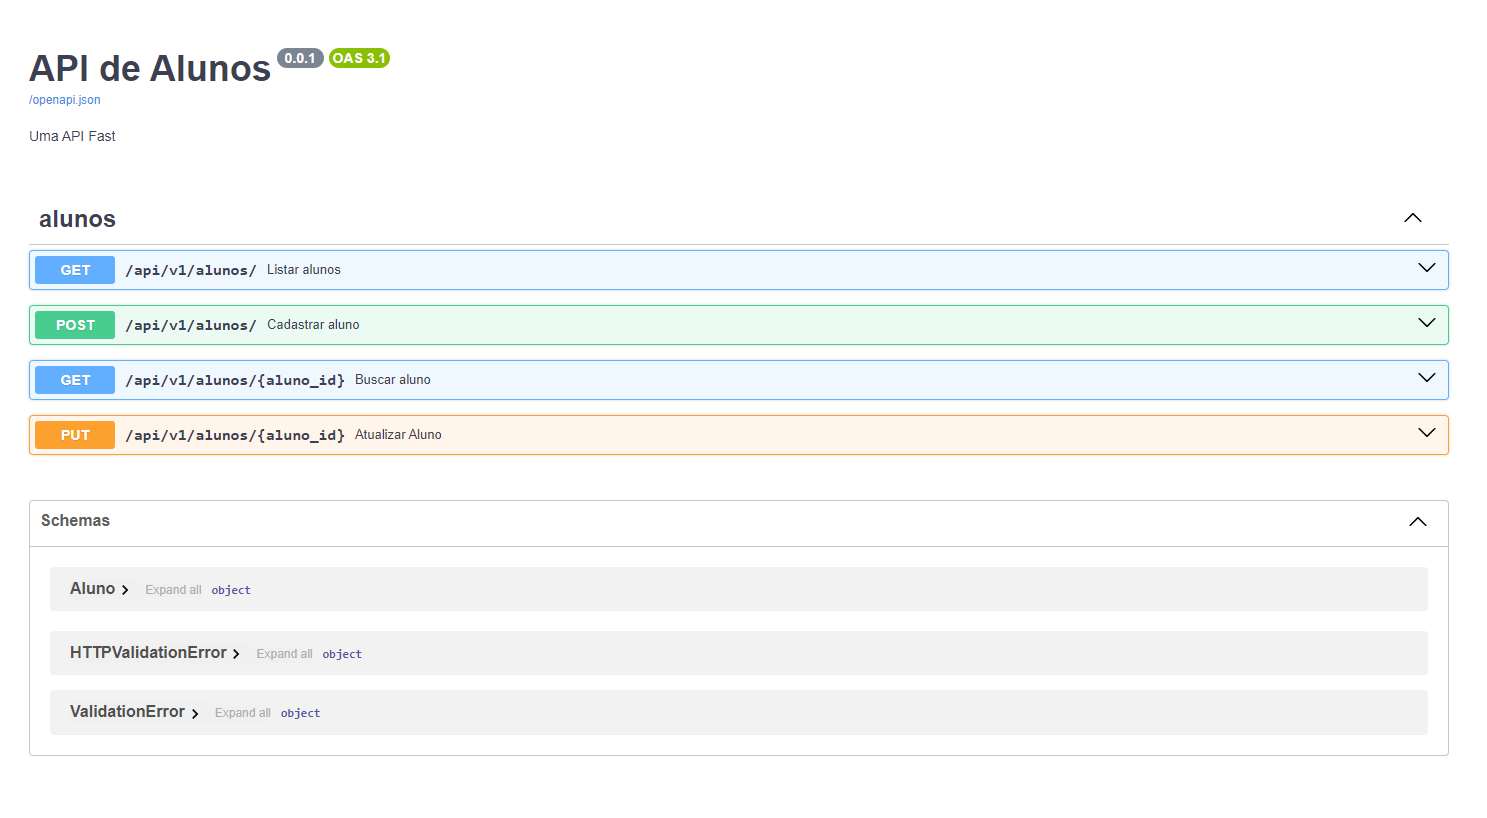 API de Alunos 0.0.1 OAS 3.1
/openapi.json
Uma API Fast
alunos
GET /api/v1/alunos/ Listar alunos
POST /api/v1/alunos/ Cadastrar aluno
GET /api/v1/alunos/{aluno_id} Buscar aluno
PUT /api/v1/alunos/{aluno_id} Atualizar Aluno
Schemas
Aluno Expand all object
HTTPValidationError Expand all object
ValidationError Expand all object